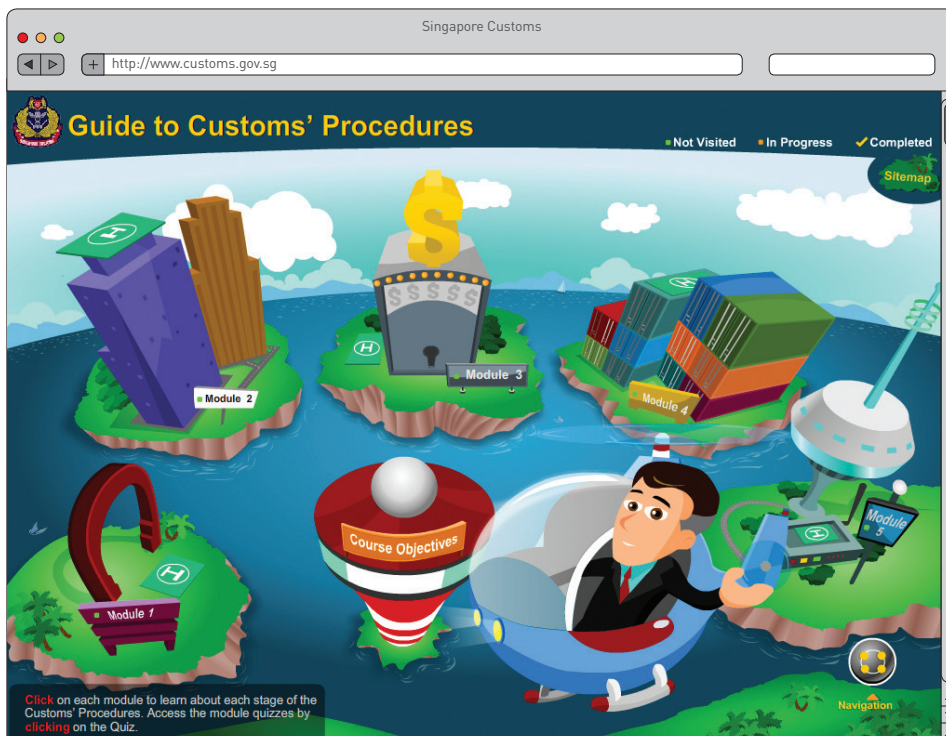 Singapore Customs
http://www.customs.gov.sg
Guide to Customs' Procedures
Not Visited In Progress Completed
Sitemap
H
$
$ $ $ $ $
H
H
Module 3
Module 2
Module 4
Course Objectives
Module
5
H
H
Module 1
Click on each module to learn about each stage of the
Customs' Procedures. Access the module quizzes by
clicking on the Quiz.
Navigation